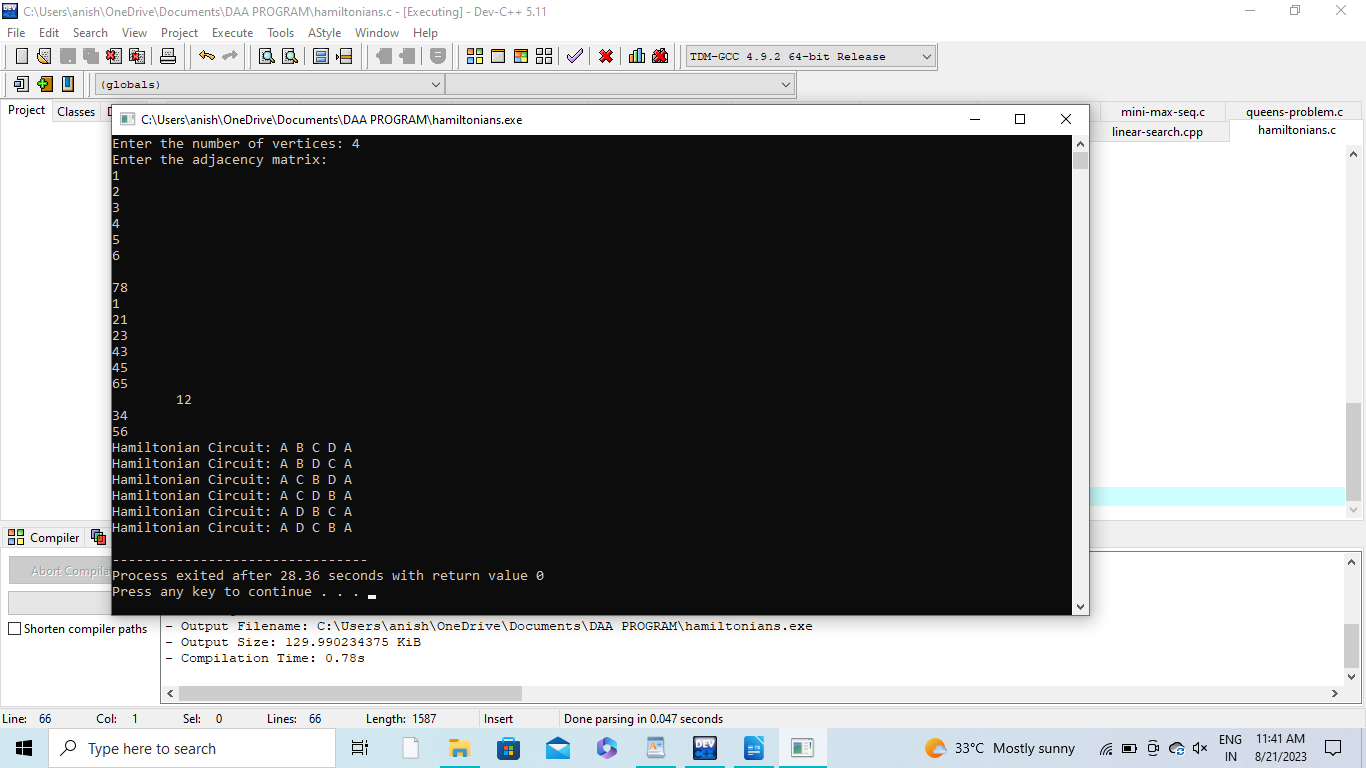 C:\Users\anish\OneDrive\Documents\DAA PROGRAM\hamiltonians.c - [Executing] - Dev-C++ 5.11
File Edit Search View Project Execute Tools AStyle Window Help
TDM-GCC 4.9.2 64-bit Release
(globals)
Project Classes
mini-max-seq.c queens-problem.c
linear-search.cpp hamiltonians.c
C:\Users\anish\OneDrive\Documents\DAA PROGRAM\hamiltonians.exe
Enter the number of vertices: 4
Enter the adjacency matrix:
1
2
3
4
5
6
78
1
21
23
43
45
65
12
34
56
Hamiltonian Circuit: A B C D A
Hamiltonian Circuit: A B D C A
Hamiltonian Circuit: A C B D A
Hamiltonian Circuit: A C D B A
Hamiltonian Circuit: A D B C A
Hamiltonian Circuit: A D C B A
--------------------------------
Process exited after 28.36 seconds with return value 0
Press any key to continue . . .
Compiler
Abort Compila
Shorten compiler paths
- Output Filename: C:\Users\anish\OneDrive\Documents\DAA PROGRAM\hamiltonians.exe
- Output Size: 129.990234375 KiB
- Compilation Time: 0.78s
Line: 66 Col: 1 Sel: 0 Lines: 66 Length: 1587 Insert Done parsing in 0.047 seconds
Type here to search
DEV
33°C Mostly sunny
ENG
IN
11:41 AM
8/21/2023